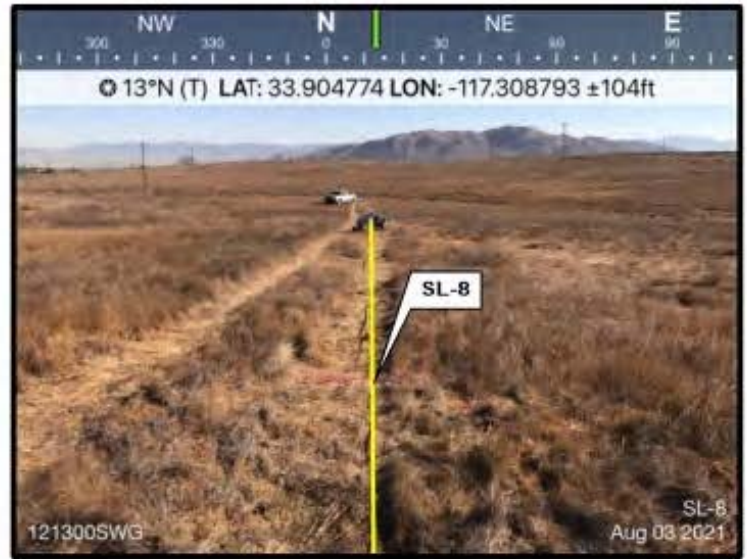 NW N NE E
300 330 0 30 60 90
13°N (T) LAT: 33.904774 LON: -117.308793 ±104ft
SL-8
SL-8
121300SWG Aug 03 2021